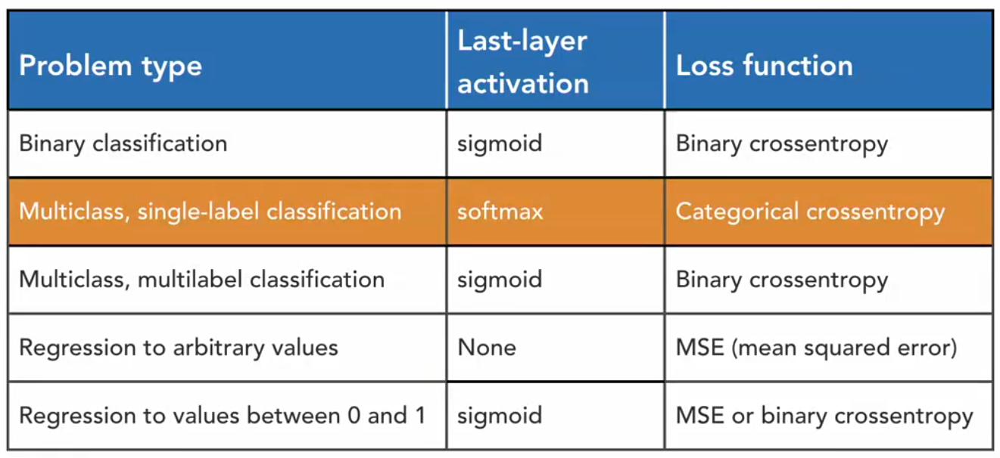 Problem type
Last-layer
activation
Loss function
Binary classification
sigmoid
Binary crossentropy
Multiclass, single-label classification
softmax
Categorical crossentropy
Multiclass, multilabel classification
sigmoid
Binary crossentropy
Regression to arbitrary values
None
MSE (mean squared error)
Regression to values between 0 and 1
sigmoid
MSE or binary crossentropy